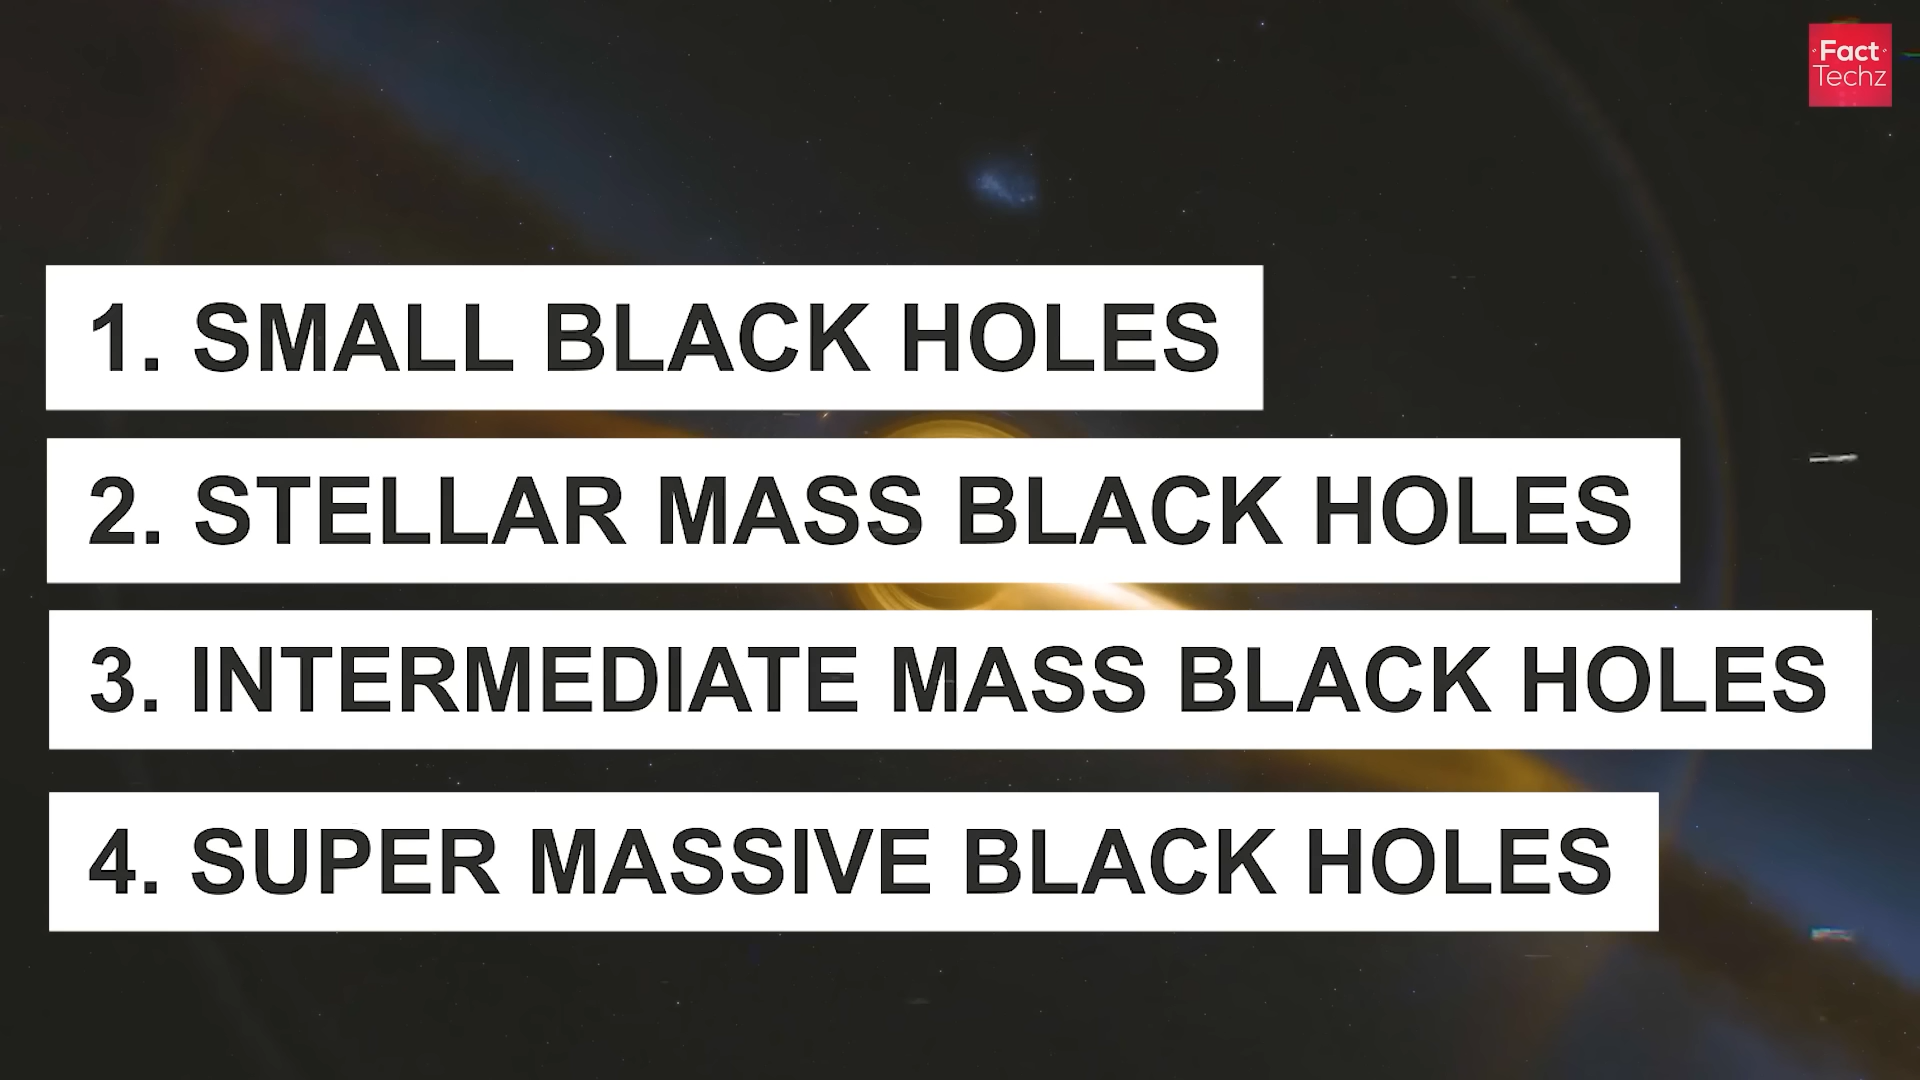 Fact
Techz
1. SMALL BLACK HOLES
2. STELLAR MASS BLACK HOLES
3. INTERMEDIATE MASS BLACK HOLES
4. SUPER MASSIVE BLACK HOLES